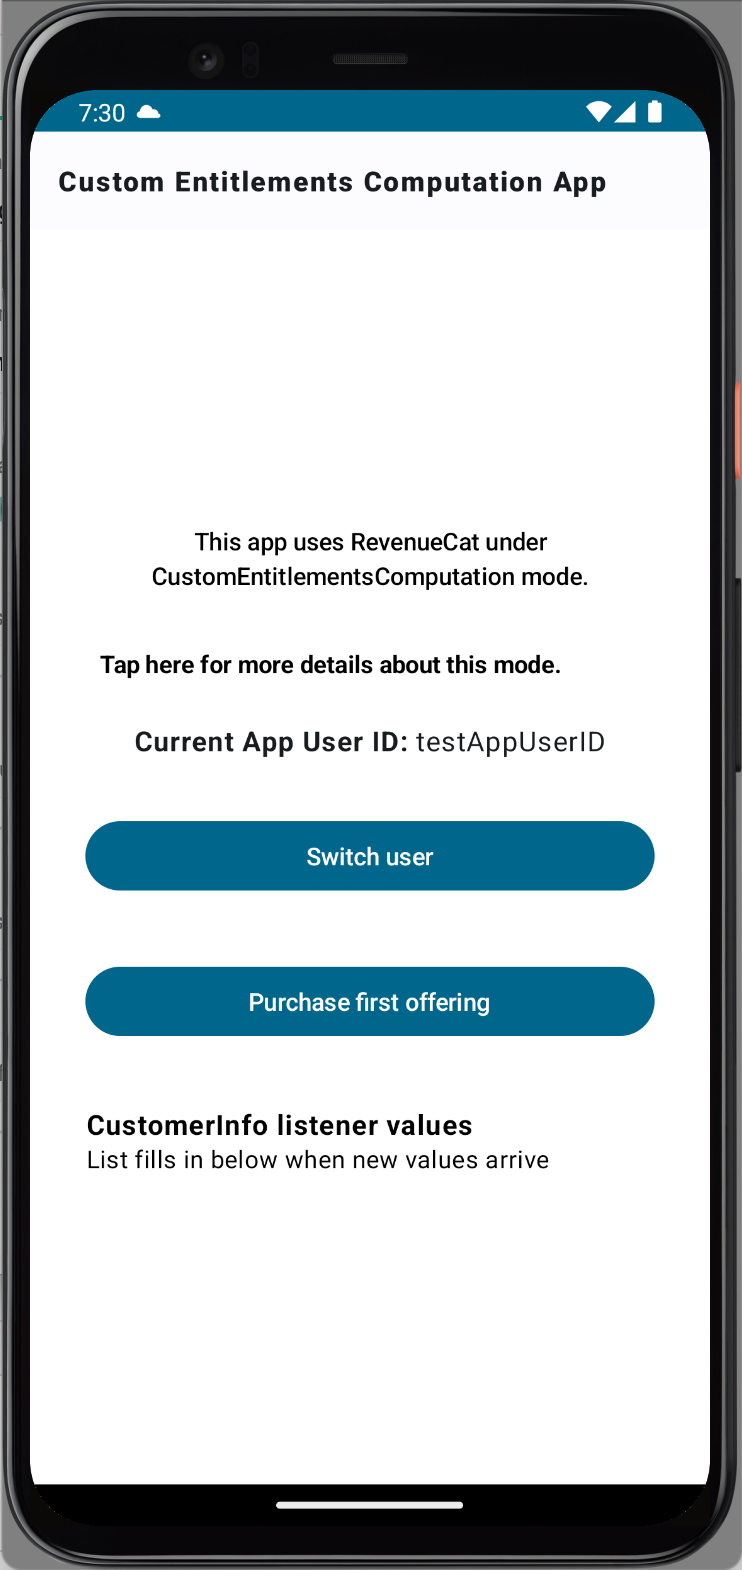 7:30
Custom Entitlements Computation App
This app uses RevenueCat under
CustomEntitlementsComputation mode.
Tap here for more details about this mode.
Current App User ID: testAppUserID
Switch user
Purchase first offering
CustomerInfo listener values
List fills in below when new values arrive